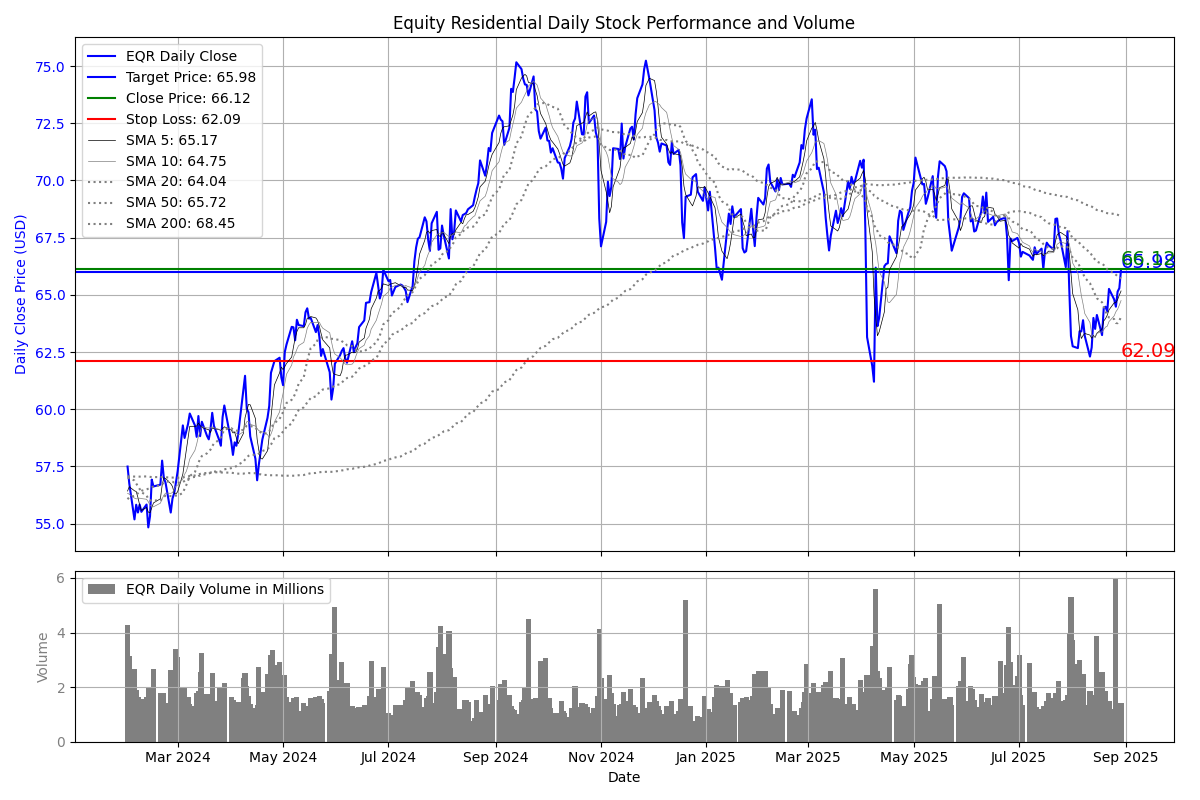 Equity Residential Daily Stock Performance and Volume
EQR Daily Close
Target Price: 65.98
Close Price: 66.12
Stop Loss: 62.09
SMA 5: 65.17
SMA 10: 64.75
SMA 20: 64.04
SMA 50: 65.72
SMA 200: 68.45
Daily Close Price (USD)
75.0
72.5
70.0
67.5
65.0
62.5
60.0
57.5
55.0
66.12
65.98
62.09
EQR Daily Volume in Millions
Volume
6
4
2
0
Mar 2024 May 2024 Jul 2024 Sep 2024 Nov 2024 Jan 2025 Mar 2025 May 2025 Jul 2025 Sep 2025
Date